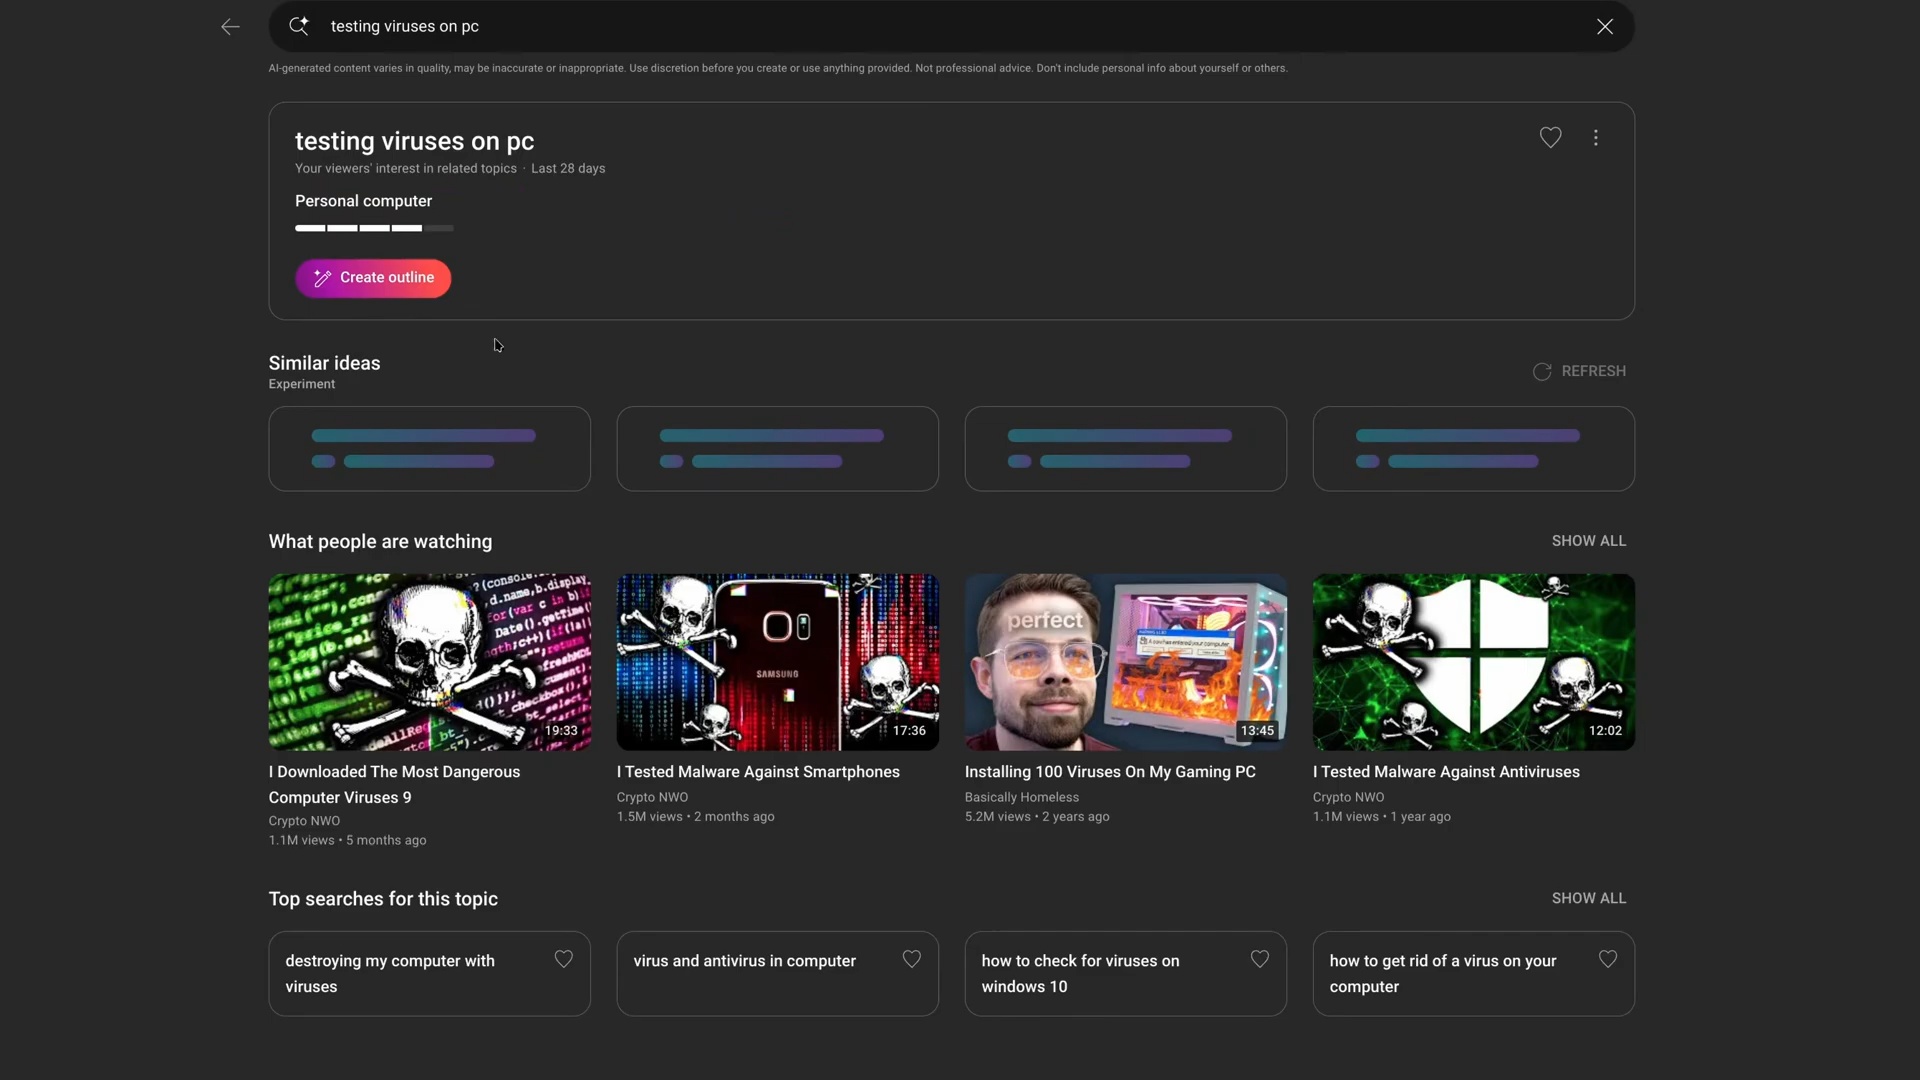 testing viruses on pc
AI-generated content varies in quality, may be inaccurate or inappropriate. Use discretion before you create or use anything provided. Not professional advice. Don't include personal info about yourself or others.
testing viruses on pc
Your viewers' interest in related topics · Last 28 days
Personal computer
Create outline
Similar ideas
Experiment
REFRESH
What people are watching
SHOW ALL
19:33
SAMSUNG
17:36
perfect
13:45
12:02
I Downloaded The Most Dangerous
Computer Viruses 9
Crypto NWO
1.1M views • 5 months ago
I Tested Malware Against Smartphones
Crypto NWO
1.5M views • 2 months ago
Installing 100 Viruses On My Gaming PC
Basically Homeless
5.2M views • 2 years ago
I Tested Malware Against Antiviruses
Crypto NWO
1.1M views • 1 year ago
Top searches for this topic
SHOW ALL
destroying my computer with
viruses
virus and antivirus in computer
how to check for viruses on
windows 10
how to get rid of a virus on your
computer